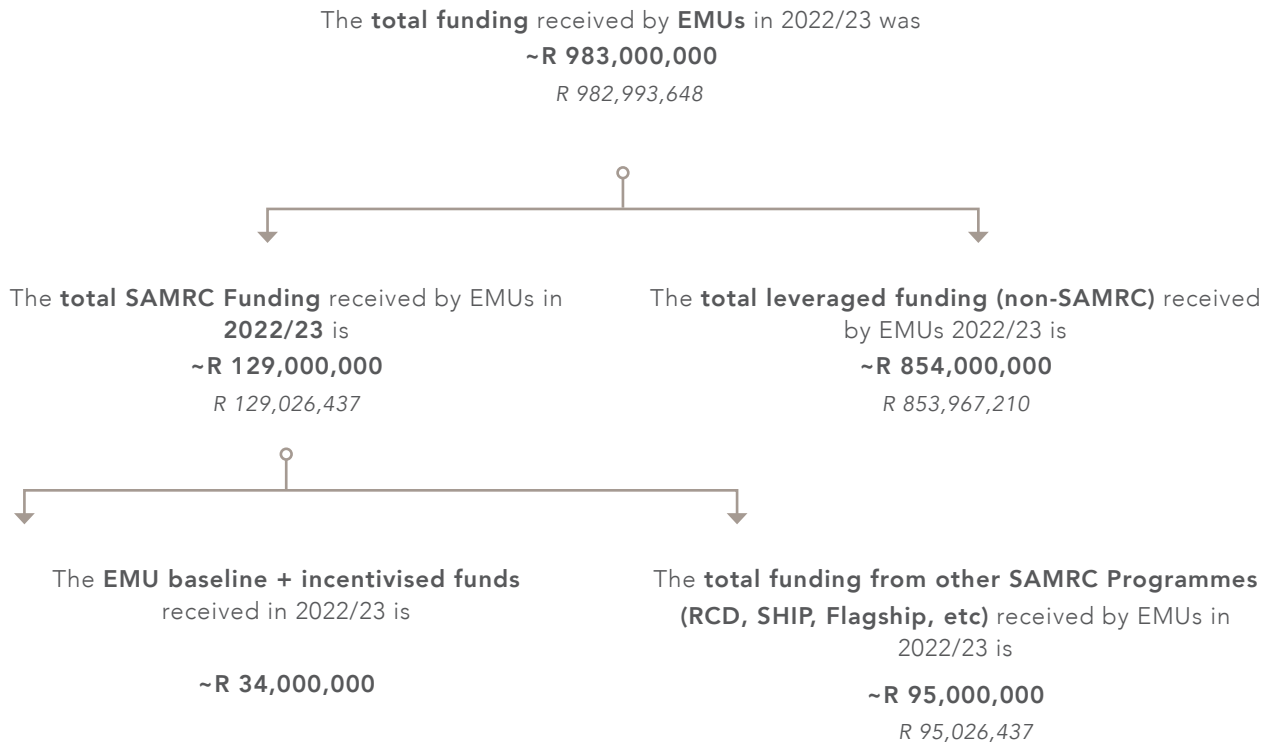 The total funding received by EMUs in 2022/23 was
~R 983,000,000
R 982,993,648
The total SAMRC Funding received by EMUs in
2022/23 is
~R 129,000,000
R 129,026,437
The total leveraged funding (non-SAMRC) received
by EMUs 2022/23 is
~R 854,000,000
R 853,967,210
The EMU baseline + incentivised funds
received in 2022/23 is
~R 34,000,000
The total funding from other SAMRC Programmes
(RCD, SHIP, Flagship, etc) received by EMUs in
2022/23 is
~R 95,000,000
R 95,026,437